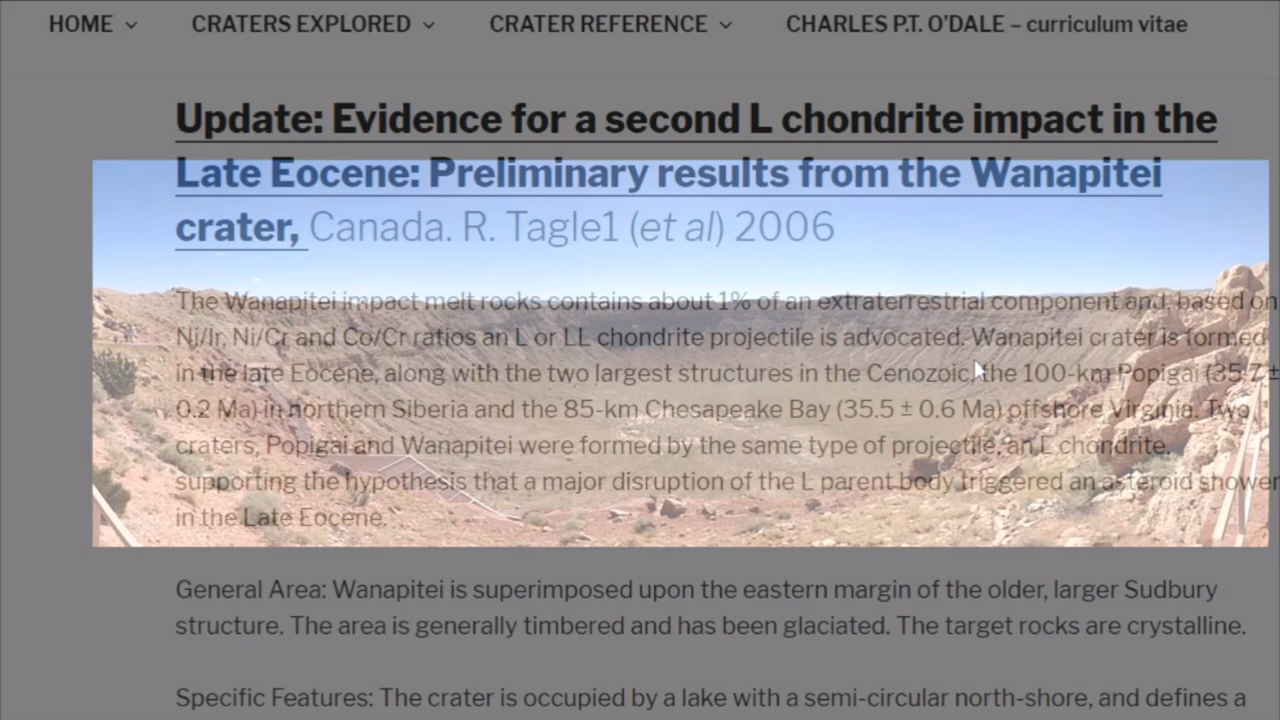 HOME CRATERS EXPLORED CRATER REFERENCE CHARLES P.T. O'DALE – curriculum vitae
Update: Evidence for a second L chondrite impact in the
Late Eocene: Preliminary results from the Wanapitei
crater, Canada. R. Tagle1 (et al) 2006
The Wanapitei impact melt rocks contains about 1% of an extraterrestrial component and, based on
Ni/Ir, Ni/Cr and Co/Cr ratios an L or LL chondrite projectile is advocated. Wanapitei crater is formed
in the late Eocene, along with the two largest structures in the Cenozoic, the 100-km Popigai (35.7 ±
0.2 Ma) in northern Siberia and the 85-km Chesapeake Bay (35.5 ± 0.6 Ma) offshore Virginia. Two
craters, Popigai and Wanapitei were formed by the same type of projectile, an L chondrite.
supporting the hypothesis that a major disruption of the L parent body triggered an asteroid shower
in the Late Eocene.
General Area: Wanapitei is superimposed upon the eastern margin of the older, larger Sudbury
structure. The area is generally timbered and has been glaciated. The target rocks are crystalline.
Specific Features: The crater is occupied by a lake with a semi-circular north-shore, and defines a